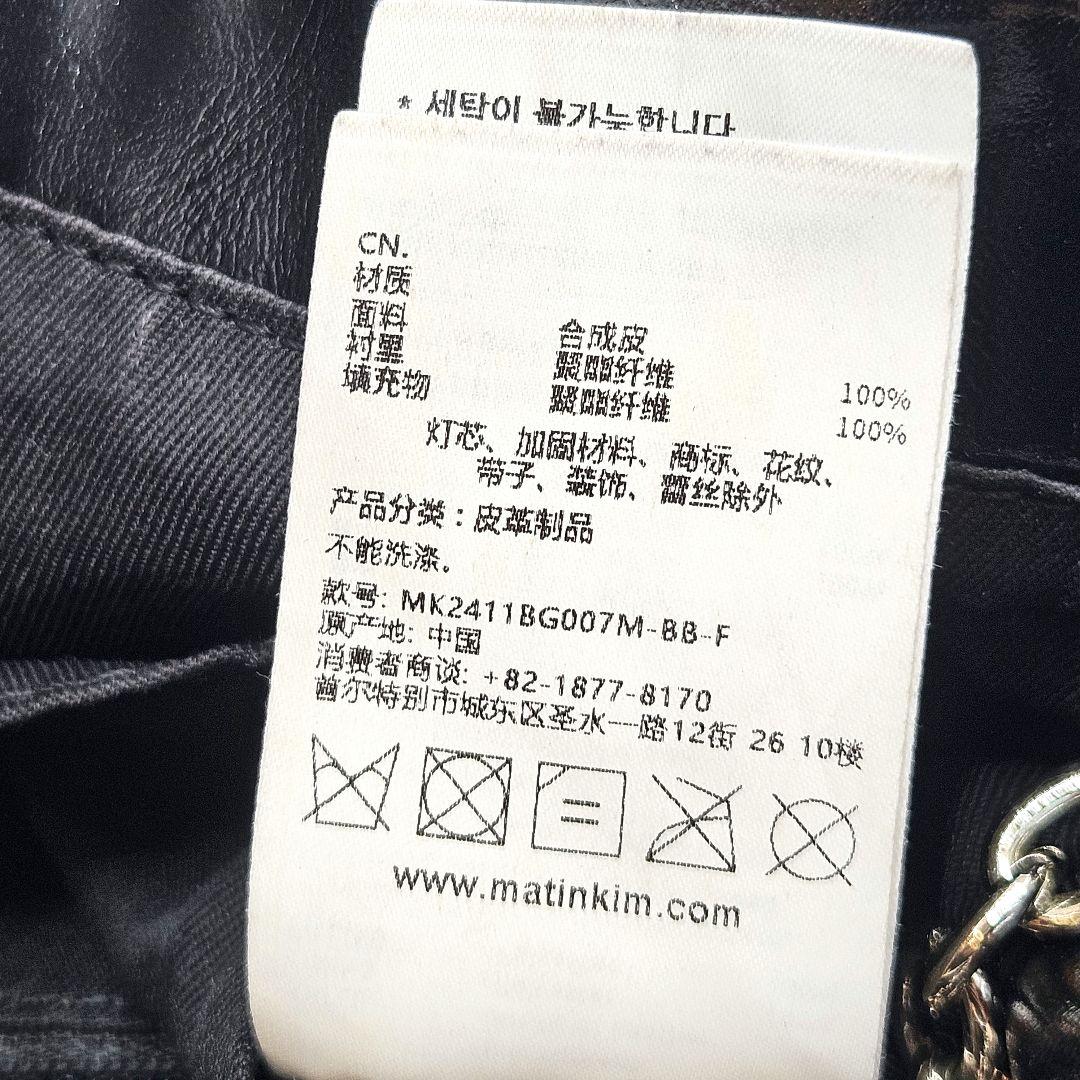 * 세탁이 불가능합니다
CN.
材质
面料 合成皮
衬里 聚酯纤维 100%
填充物 聚酯纤维 100%
灯芯、加固材料、商标、花纹、
带子、装饰、蕾丝除外
产品分类：皮革制品
不能洗涤。
款号: MK2411BG007M-BB-F
原产地: 中国
消费者商谈: +82-1877-8170
首尔特别市城东区圣水一路12街 26 10楼
www.matinkim.com